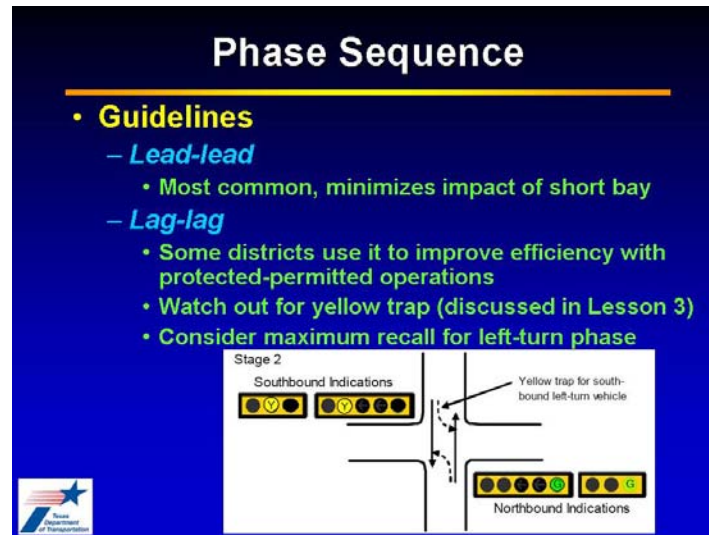 Phase Sequence
• Guidelines
– Lead-lead
• Most common, minimizes impact of short bay
– Lag-lag
• Some districts use it to improve efficiency with
protected-permitted operations
• Watch out for yellow trap (discussed in Lesson 3)
• Consider maximum recall for left-turn phase
Stage 2
Southbound Indications
Y
Y
Yellow trap for south-
bound left-turn vehicle
G
G
Northbound Indications
Texas
Department
of Transportation